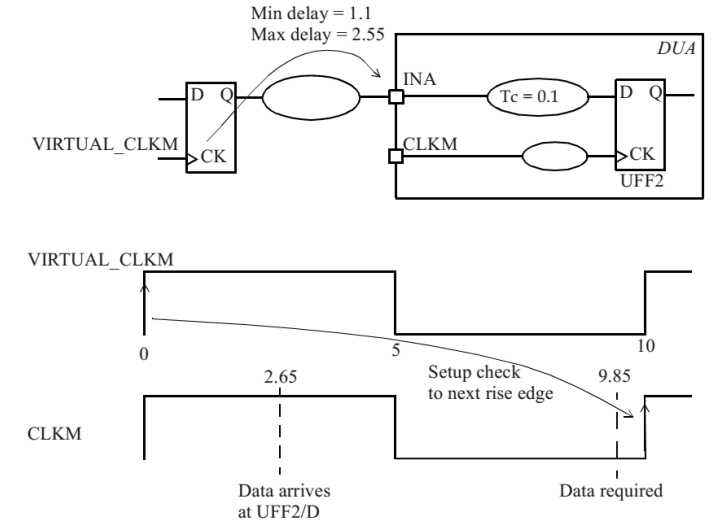 Min delay = 1.1
Max delay = 2.55
DUA
INA
D Q
Tc = 0.1
D Q
VIRTUAL_CLKM
CK
CLKM
CK
UFF2
VIRTUAL_CLKM
0
5
10
Setup check
to next rise edge
2.65
9.85
CLKM
Data arrives
at UFF2/D
Data required